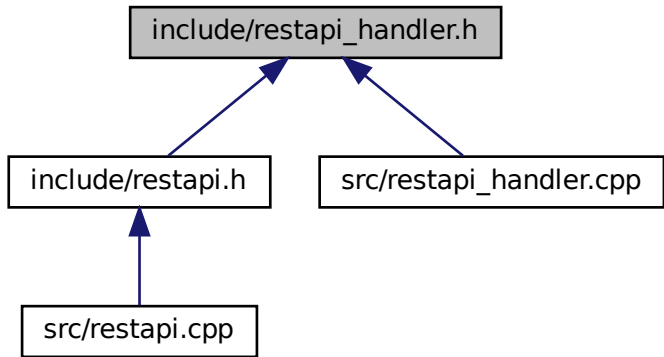 include/restapi_handler.h
include/restapi.h
src/restapi_handler.cpp
src/restapi.cpp